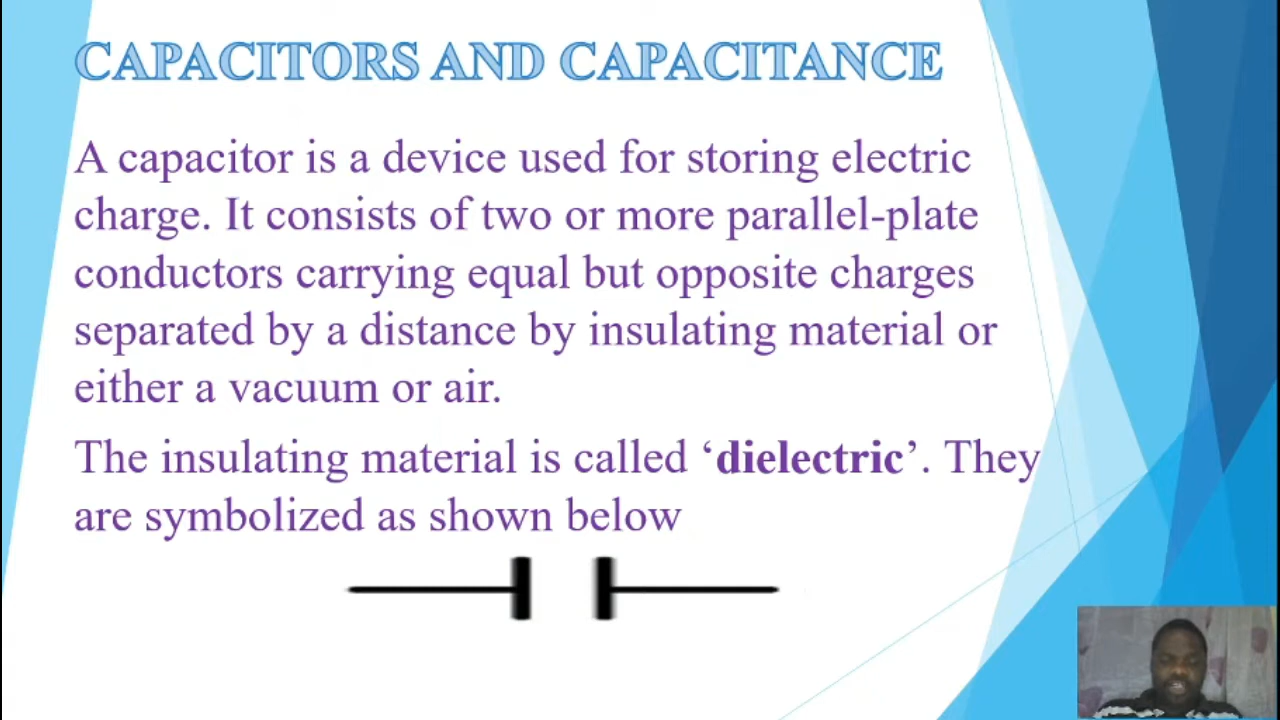 CAPACITORS AND CAPACITANCE
A capacitor is a device used for storing electric
charge. It consists of two or more parallel-plate
conductors carrying equal but opposite charges
separated by a distance by insulating material or
either a vacuum or air.
The insulating material is called ‘dielectric’. They
are symbolized as shown below